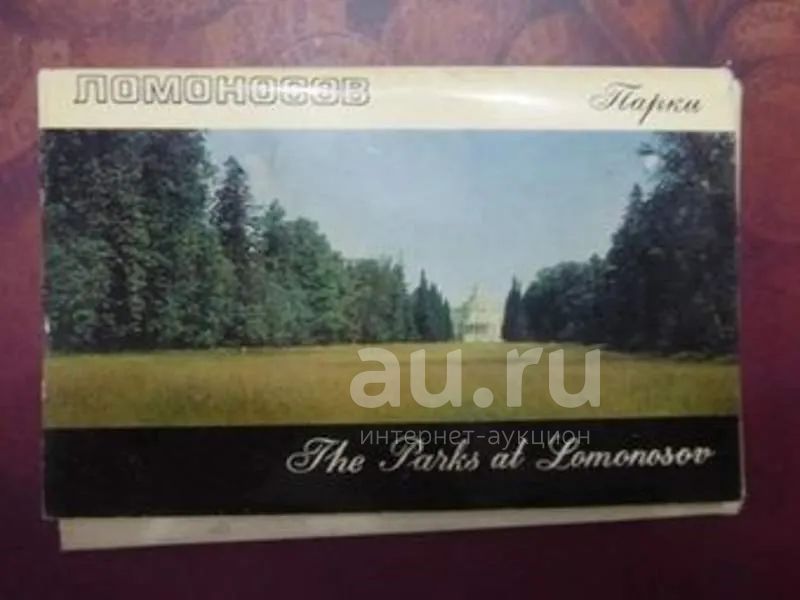 ЛОМОНОСОВ
Парки
au.ru
интернет-аукцион
The Parks at Lomonosov